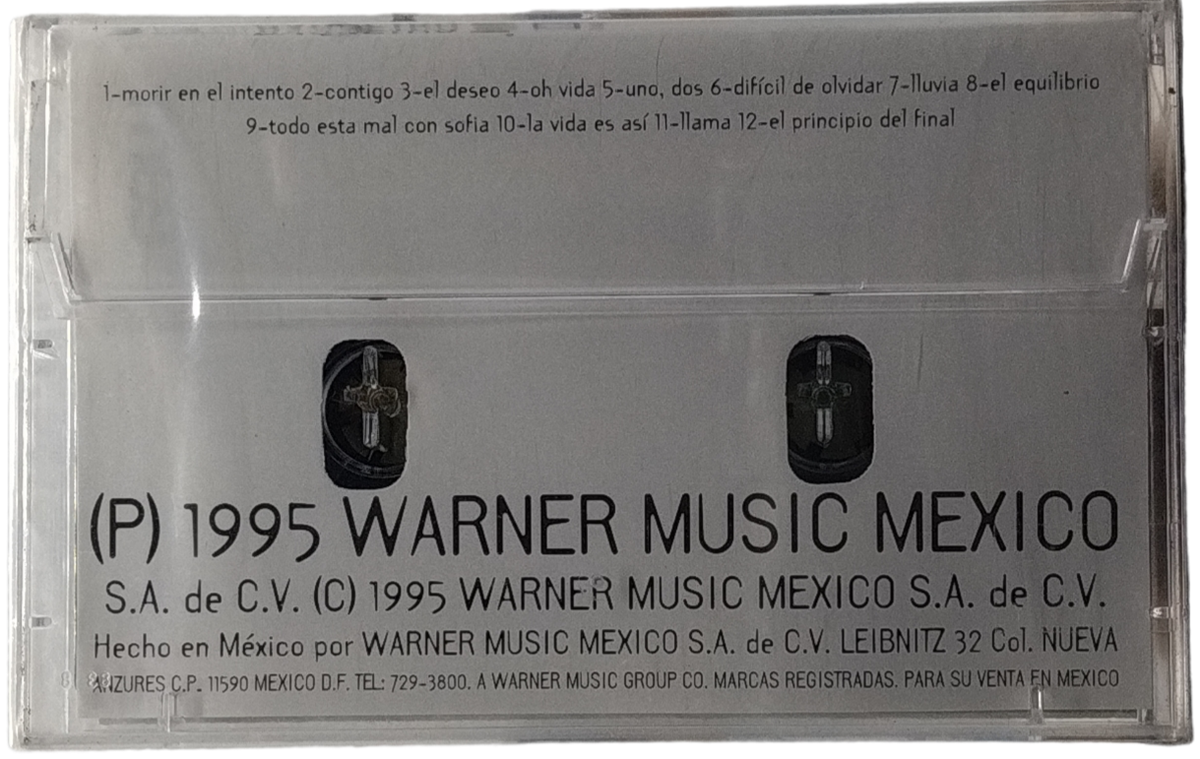 1-morir en el intento 2-contigo 3-el deseo 4-oh vida 5-uno, dos 6-difícil de olvidar 7-lluvia 8-el equilibrio
9-todo esta mal con sofia 10-la vida es así 11-llama 12-el principio del final
(P) 1995 WARNER MUSIC MEXICO
S.A. de C.V. (C) 1995 WARNER MUSIC MEXICO S.A. de C.V.
Hecho en México por WARNER MUSIC MEXICO S.A. de C.V. LEIBNITZ 32 Col. NUEVA
ANZURES C.P. 11590 MEXICO D.F. TEL: 729-3800. A WARNER MUSIC GROUP CO. MARCAS REGISTRADAS. PARA SU VENTA EN MEXICO